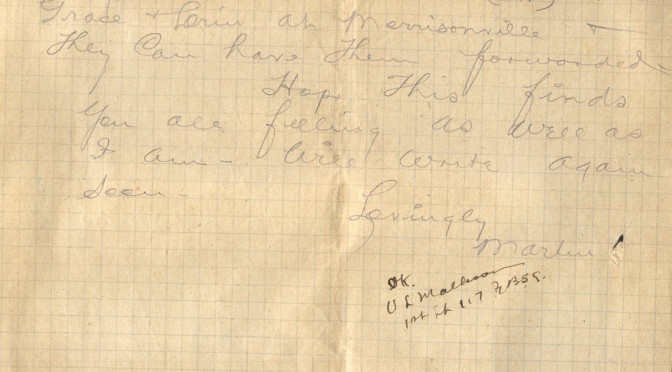 Grace + Lorin at Morrisonville +
They Can have Them forwarded -
Hope This finds
You all feeling as well as
I am - Will write again
soon -
Lovingly
Martin
OK.
1st Lt 117